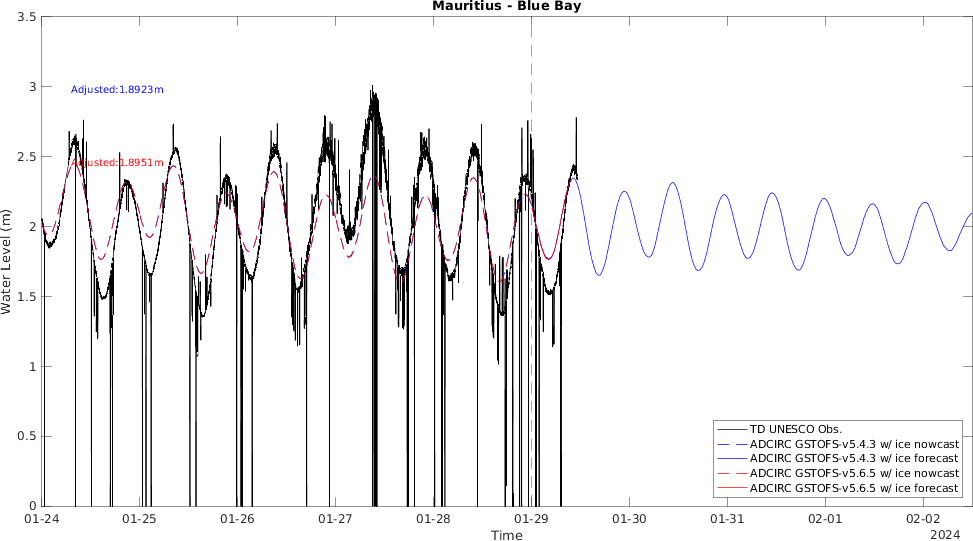 Mauritius - Blue Bay
3.5
3
2.5
2
1.5
1
0.5
0
Water Level (m)
Adjusted:1.8923m
Adjusted:1.8951m
TD UNESCO Obs.
ADCIRC GSTOFS-v5.4.3 w/ ice nowcast
ADCIRC GSTOFS-v5.4.3 w/ ice forecast
ADCIRC GSTOFS-v5.6.5 w/ ice nowcast
ADCIRC GSTOFS-v5.6.5 w/ ice forecast
01-24 01-25 01-26 01-27 01-28 01-29 01-30 01-31 02-01 02-02
Time
2024